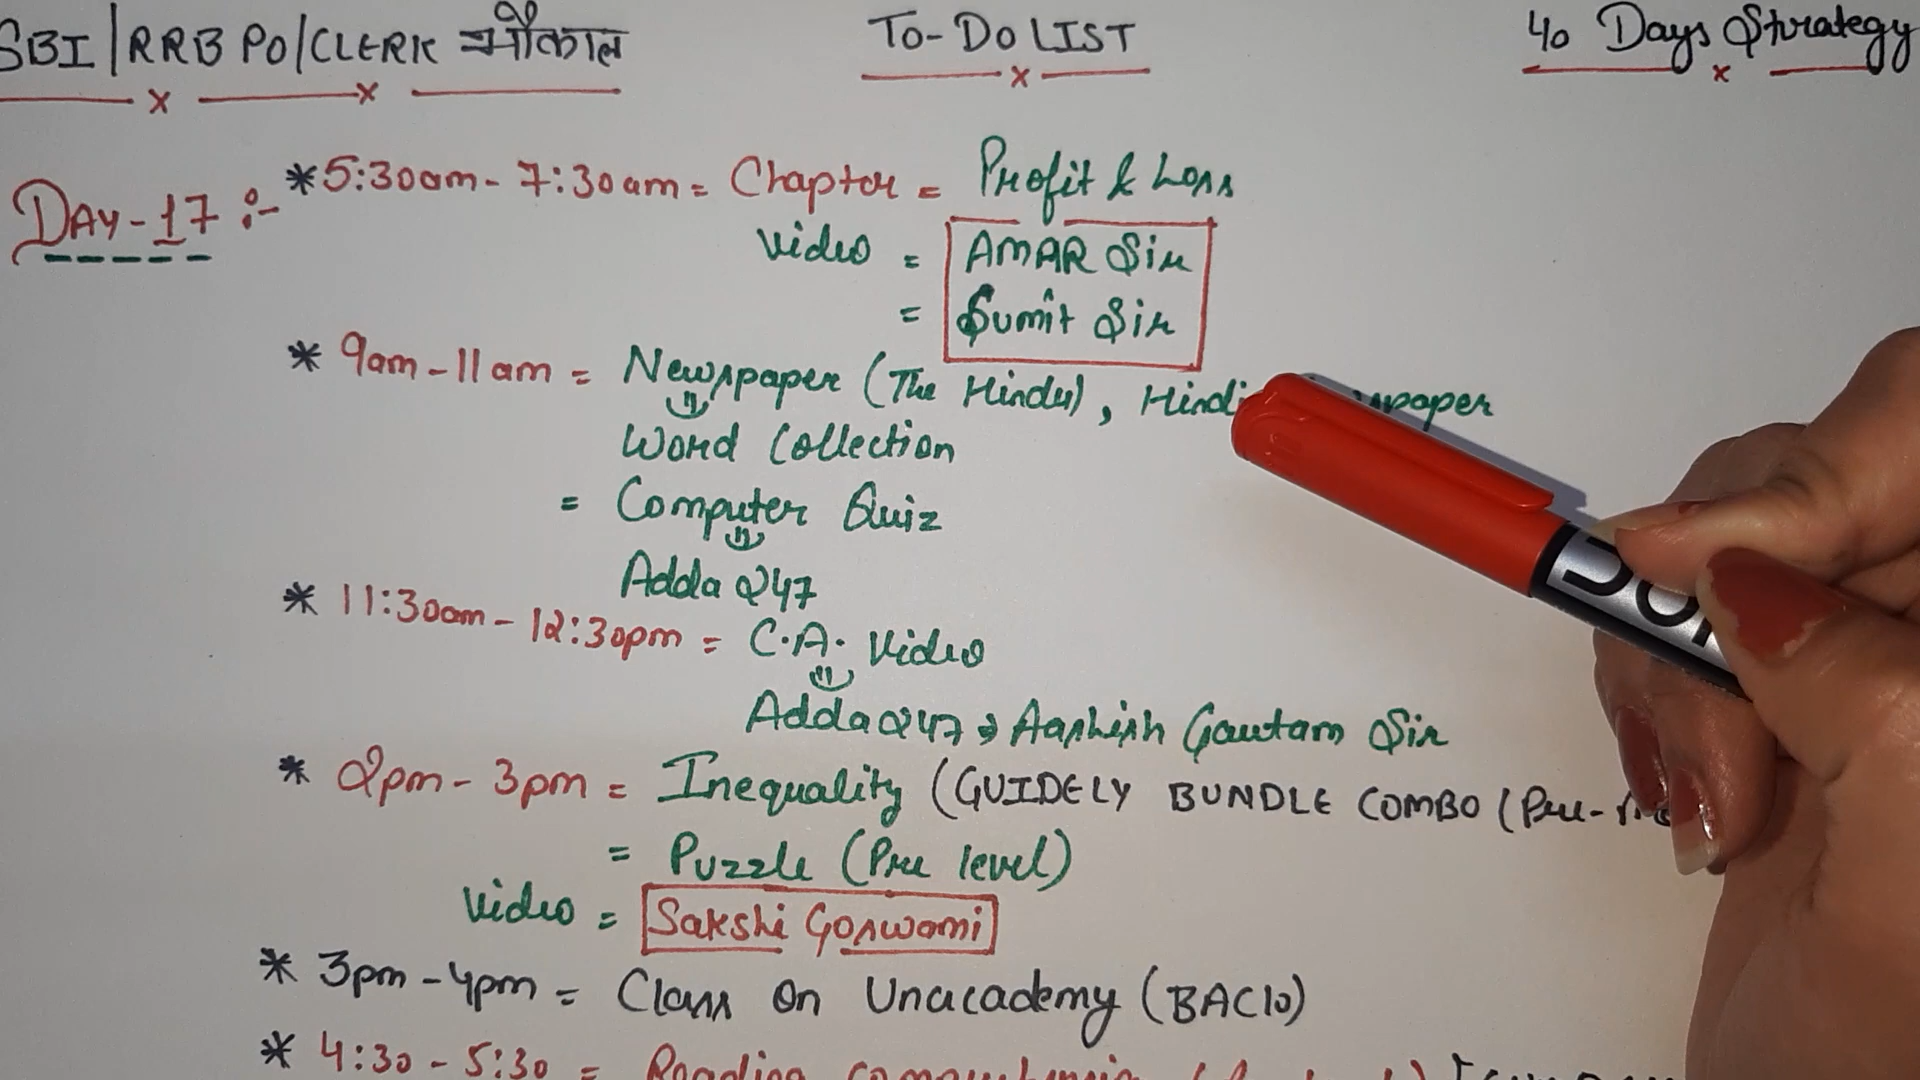 SBI/RRB PO/CLERK भौकाल
TO-DO LIST
40 Days Strategy
DAY-17 :-
*5:30am - 7:30am = Chapter = Profit & Loss
Video = AMAR Sir
= Sumit Sir
* 9am - 11am = Newspaper (The Hindu), Hindi
Word Collection
= Computer Quiz
Adda 247
* 11:30am - 12:30pm = C.A. Video
Adda247 → Aashish Gautam Sir
* 2pm - 3pm = Inequality (GUIDELY BUNDLE COMBO (Pre-
= Puzzle (Pre level)
Video = Sakshi Goswami
* 3pm - 4pm = Class on Unacademy (BAC10)
* 4:30 - 5:30 = Reading